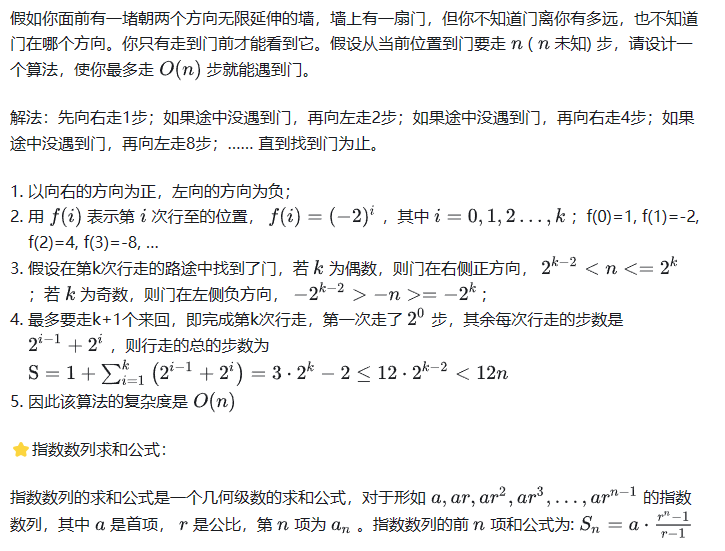 假如你面前有一堵朝两个方向无限延伸的墙，墙上有一扇门，但你不知道门离你有多远，也不知道
门在哪个方向。你只有走到门前才能看到它。假设从当前位置到门要走 n ( n 未知) 步，请设计一
个算法，使你最多走 O(n) 步就能遇到门。
解法：先向右走1步；如果途中没遇到门，再向左走2步；如果途中没遇到门，再向右走4步；如果
途中没遇到门，再向左走8步；…… 直到找到门为止。
1. 以向右的方向为正，左向的方向为负；
2. 用 f(i) 表示第 i 次行至的位置， f(i) = (−2)^i ，其中 i = 0, 1, 2 . . . , k ；f(0)=1, f(1)=-2,
f(2)=4, f(3)=-8, ...
3. 假设在第k次行走的路途中找到了门，若 k 为偶数，则门在右侧正方向， 2^{k−2} < n <= 2^k
；若 k 为奇数，则门在左侧负方向， −2^{k−2} > −n >= −2^k ；
4. 最多要走k+1个来回，即完成第k次行走，第一次走了 2^0 步，其余每次行走的步数是
2^{i−1} + 2^i ，则行走的总的步数为
S = 1 + ∑_{i=1}^{k} (2^{i−1} + 2^i) = 3 · 2^k − 2 ≤ 12 · 2^{k−2} < 12n
5. 因此该算法的复杂度是 O(n)
⭐指数数列求和公式：
指数数列的求和公式是一个几何级数的求和公式，对于形如 a, ar, ar^2, ar^3, . . . , ar^{n−1} 的指数
数列，其中 a 是首项， r 是公比，第 n 项为 a_n 。指数数列的前 n 项和公式为: S_n = a · \frac{r^n−1}{r−1}